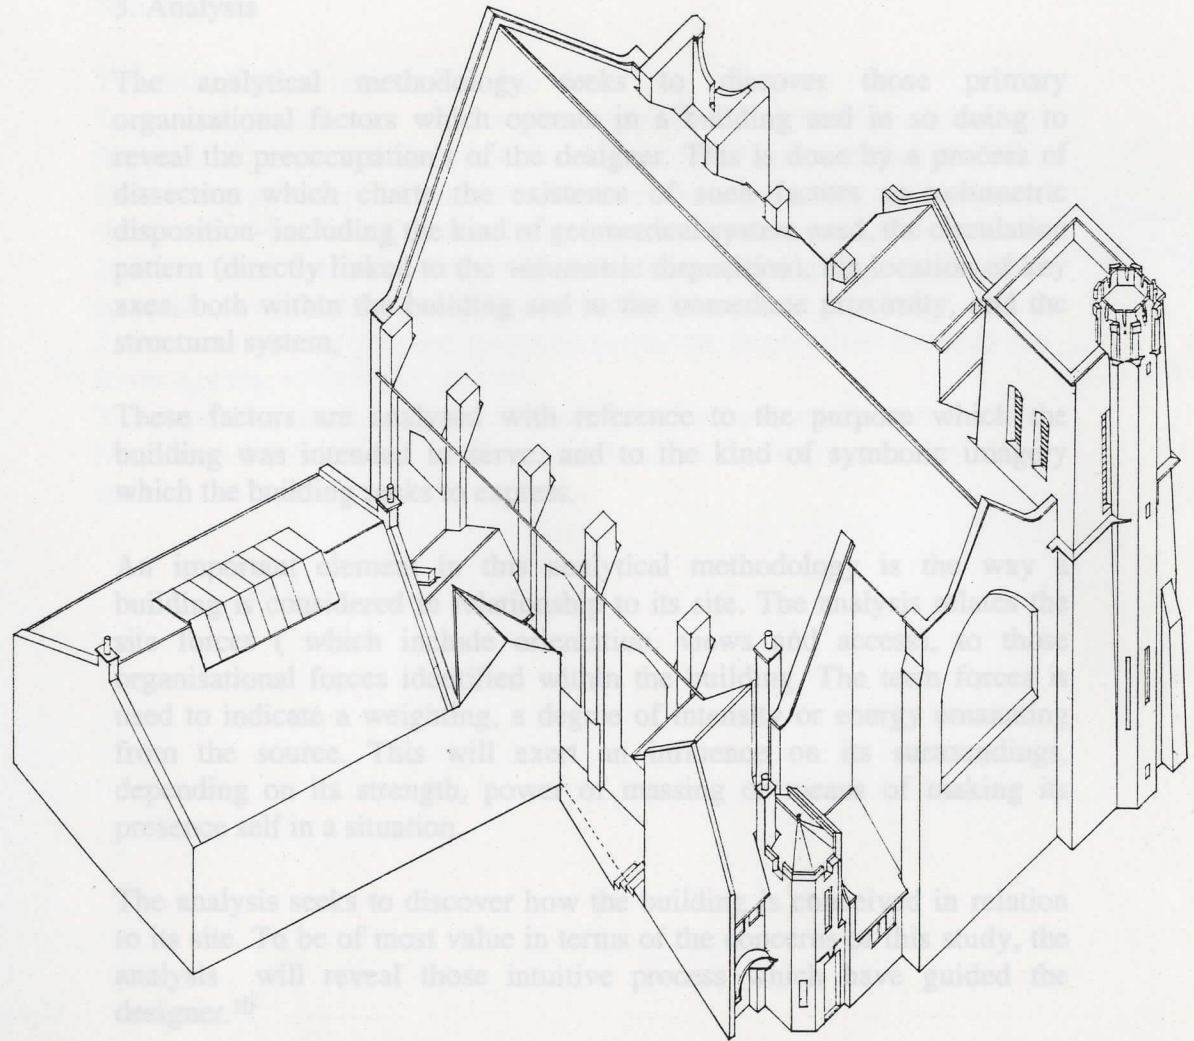 3. Analysis
The analytical methodology seeks to discover those primary
organisational factors which operate in a building and in so doing to
reveal the preoccupations of the designer. This is done by a process of
dissection which charts the existence of such factors as volumetric
disposition- including the kind of geometrical system used, the circulation
pattern (directly linked to the volumetric disposition), the location of any
axes, both within the building and in the immediate proximity, and the
structural system.
These factors are analysed with reference to the purpose which the
building was intended to serve, and to the kind of symbolic imagery
which the building seeks to express.
An important element in this analytical methodology is the way a
building is considered in relationship to its site. The analysis relates the
site forces ( which include orientation, views and access, to those
organisational forces identified within the building. The term forces is
used to indicate a weighting, a degree of intensity or energy emanating
from the source. This will exert an influence on its surroundings,
depending on its strength, power of massing or means of making its
presence self in a situation
The analysis seeks to discover how the building is conceived in relation
to its site. To be of most value in terms of the concerns of this study, the
analysis will reveal those intuitive process which have guided the
designer.